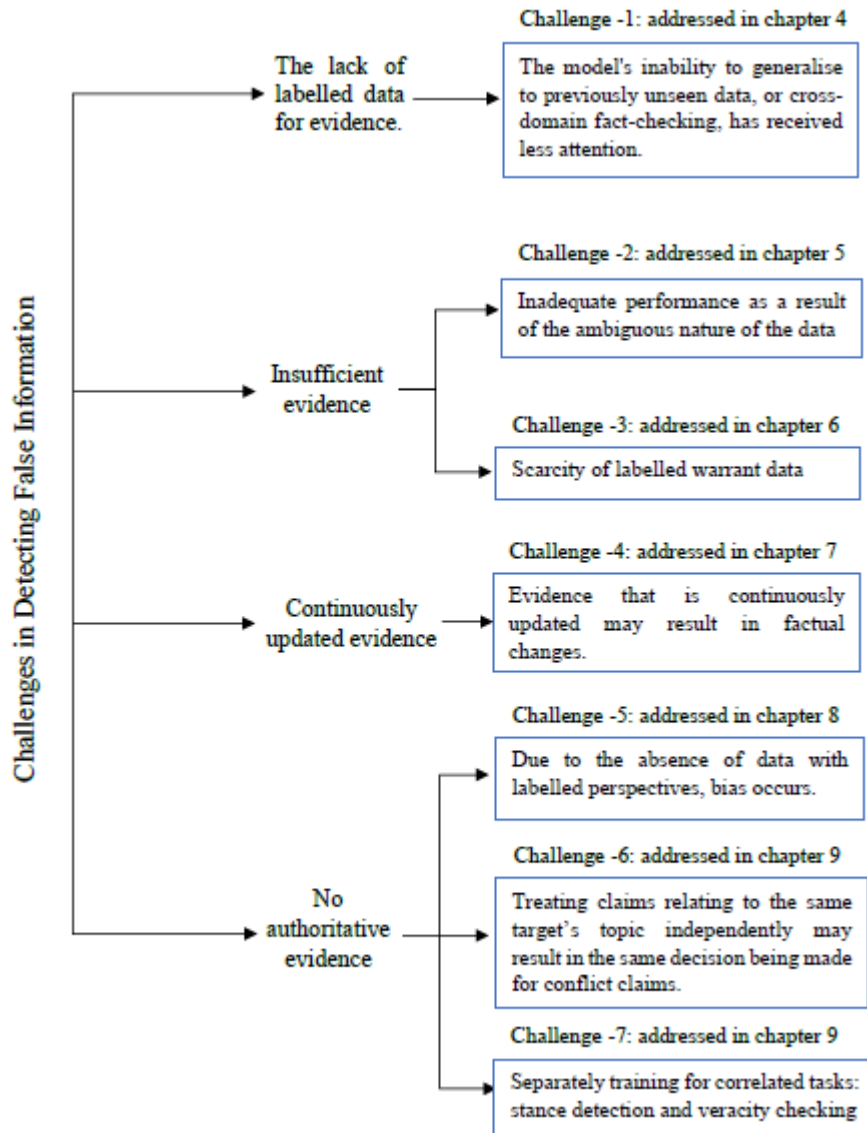 Challenges in Detecting False Information
The lack of
labelled data
for evidence.
Challenge -1: addressed in chapter 4
The model's inability to generalise
to previously unseen data, or cross-
domain fact-checking, has received
less attention.
Insufficient
evidence
Challenge -2: addressed in chapter 5
Inadequate performance as a result
of the ambiguous nature of the data
Challenge -3: addressed in chapter 6
Scarcity of labelled warrant data
Continuously
updated evidence
Challenge -4: addressed in chapter 7
Evidence that is continuously
updated may result in factual
changes.
No
authoritative
evidence
Challenge -5: addressed in chapter 8
Due to the absence of data with
labelled perspectives, bias occurs.
Challenge -6: addressed in chapter 9
Treating claims relating to the same
target's topic independently may
result in the same decision being made
for conflict claims.
Challenge -7: addressed in chapter 9
Separately training for correlated tasks:
stance detection and veracity checking